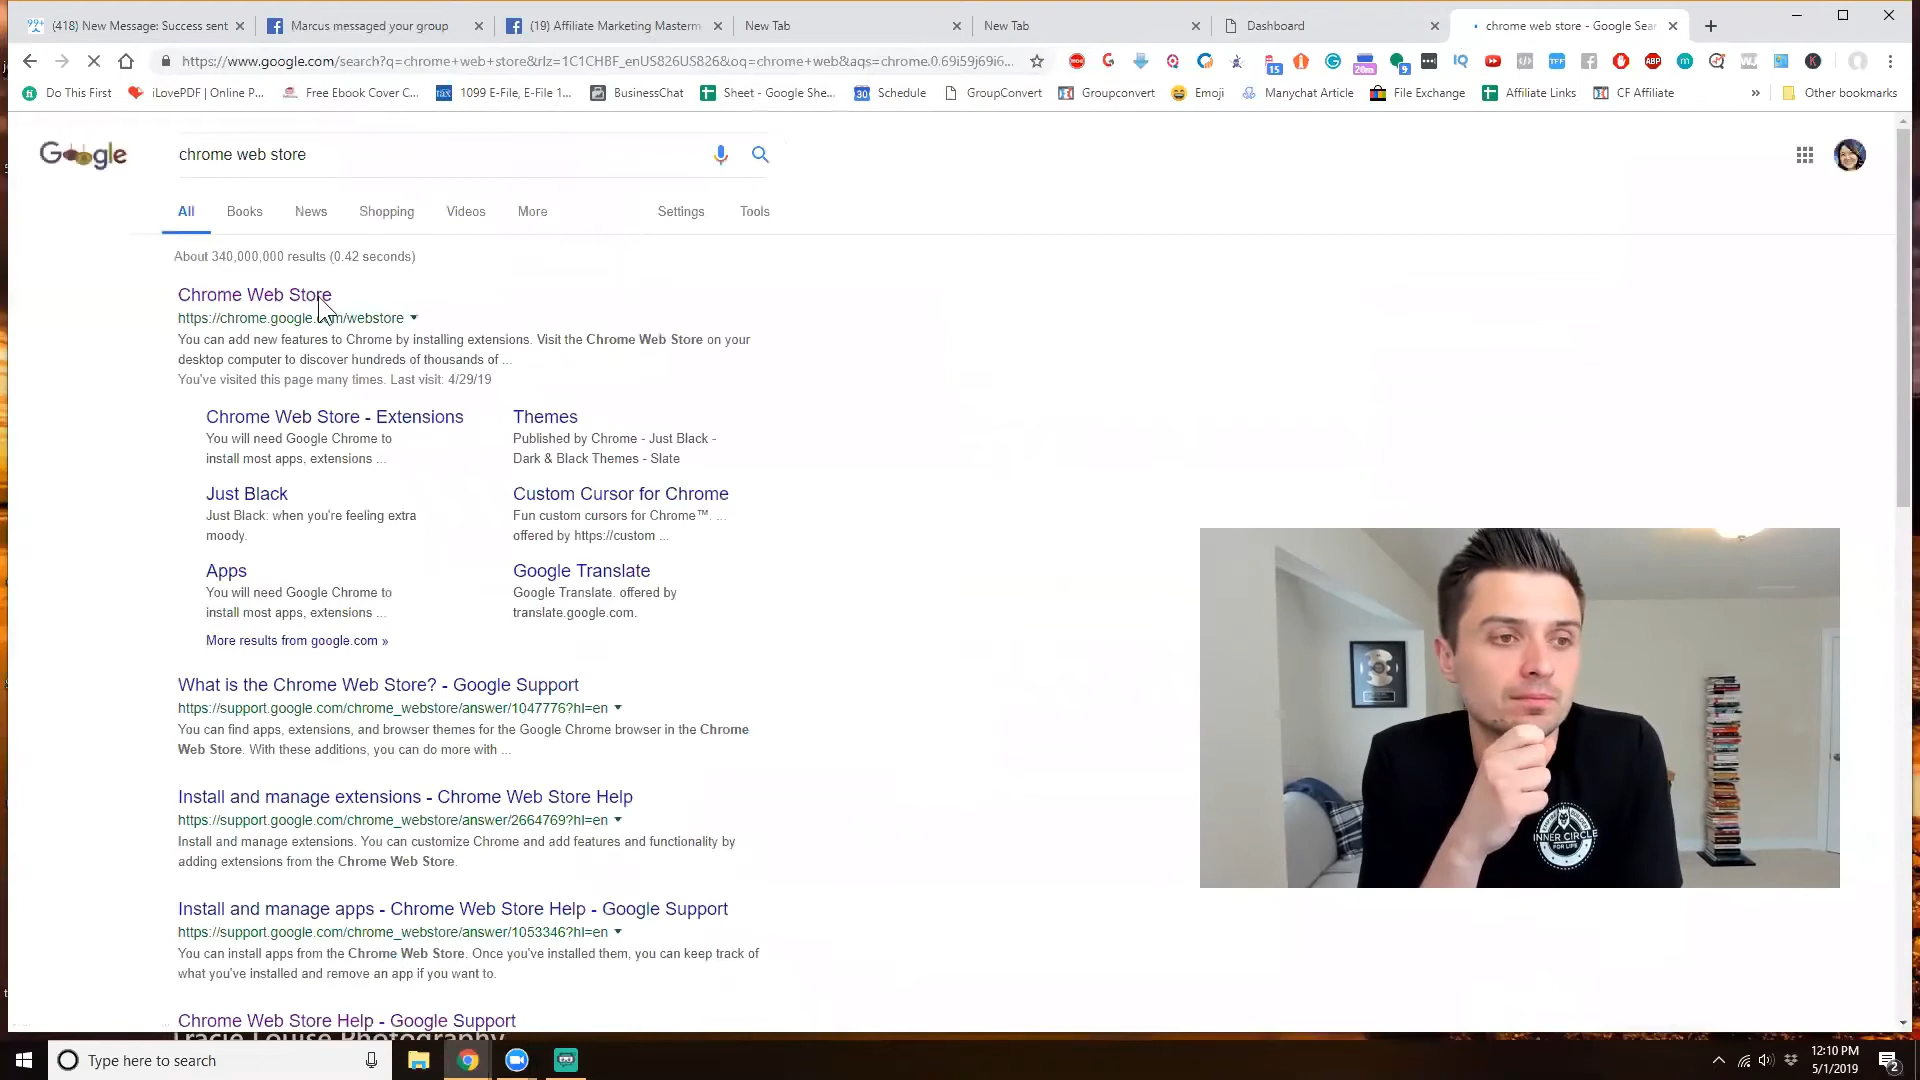 99+ (418) New Message: Success sent
Marcus messaged your group
(19) Affiliate Marketing Masterm
New Tab
New Tab
Dashboard
chrome web store - Google Sear
https://www.google.com/search?q=chrome+web+store&rlz=1C1CHBF_enUS826US826&oq=chrome+web&aqs=chrome.0.69i59j69i6...
15
20m
9
IQ
TFF
ABP
m
K
Do This First
iLovePDF | Online P...
Free Ebook Cover C...
1099 E-File, E-File 1...
BusinessChat
Sheet - Google She...
30 Schedule
GroupConvert
Groupconvert
Emoji
Manychat Article
File Exchange
Affiliate Links
CF Affiliate
»
Other bookmarks
Google
chrome web store
All Books News Shopping Videos More Settings Tools
About 340,000,000 results (0.42 seconds)
Chrome Web Store
https://chrome.google.com/webstore
You can add new features to Chrome by installing extensions. Visit the Chrome Web Store on your
desktop computer to discover hundreds of thousands of ...
You've visited this page many times. Last visit: 4/29/19
Chrome Web Store - Extensions
You will need Google Chrome to
install most apps, extensions ...
Themes
Published by Chrome - Just Black -
Dark & Black Themes - Slate
Just Black
Just Black: when you're feeling extra
moody.
Custom Cursor for Chrome
Fun custom cursors for Chrome™. ...
offered by https://custom ...
Apps
You will need Google Chrome to
install most apps, extensions ...
Google Translate
Google Translate. offered by
translate.google.com.
More results from google.com »
What is the Chrome Web Store? - Google Support
https://support.google.com/chrome_webstore/answer/1047776?hl=en
You can find apps, extensions, and browser themes for the Google Chrome browser in the Chrome
Web Store. With these additions, you can do more with ...
Install and manage extensions - Chrome Web Store Help
https://support.google.com/chrome_webstore/answer/2664769?hl=en
Install and manage extensions. You can customize Chrome and add features and functionality by
adding extensions from the Chrome Web Store.
Install and manage apps - Chrome Web Store Help - Google Support
https://support.google.com/chrome_webstore/answer/1053346?hl=en
You can install apps from the Chrome Web Store. Once you've installed them, you can keep track of
what you've installed and remove an app if you want to.
Chrome Web Store Help - Google Support
INNER CIRCLE
FOR LIFE
Tracie Louise Photography
Type here to search
12:10 PM
5/1/2019
2